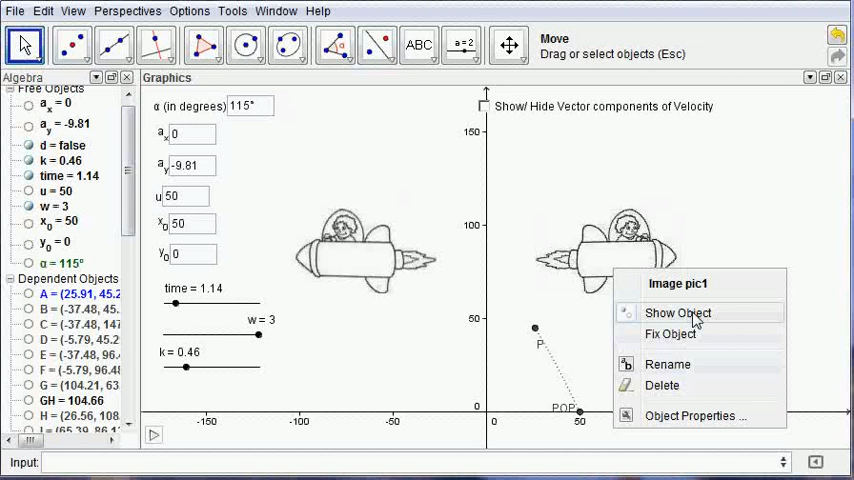 File Edit View Perspectives Options Tools Window Help
ABC
a = 2
Move
Drag or select objects (Esc)
Algebra
Graphics
Free Objects
aₓ = 0
a_y = -9.81
d = false
k = 0.46
time = 1.14
u = 50
w = 3
x₀ = 50
y₀ = 0
α = 115°
Dependent Objects
A = (25.91, 45.2
B = (-37.48, 45.
C = (-37.48, 147
D = (-5.79, 45.2
E = (-37.48, 96.
F = (-5.79, 96.4
G = (104.21, 63
GH = 104.66
H = (26.56, 108
α (in degrees) 115°
aₓ 0
a_y -9.81
u 50
x₀ 50
y₀ 0
time = 1.14
w = 3
k = 0.46
Show/ Hide Vector components of Velocity
150
100
50
0
-150 -100 -50 0 50
P
POP
Image pic1
Show Object
Fix Object
Rename
Delete
Object Properties ...
Input: